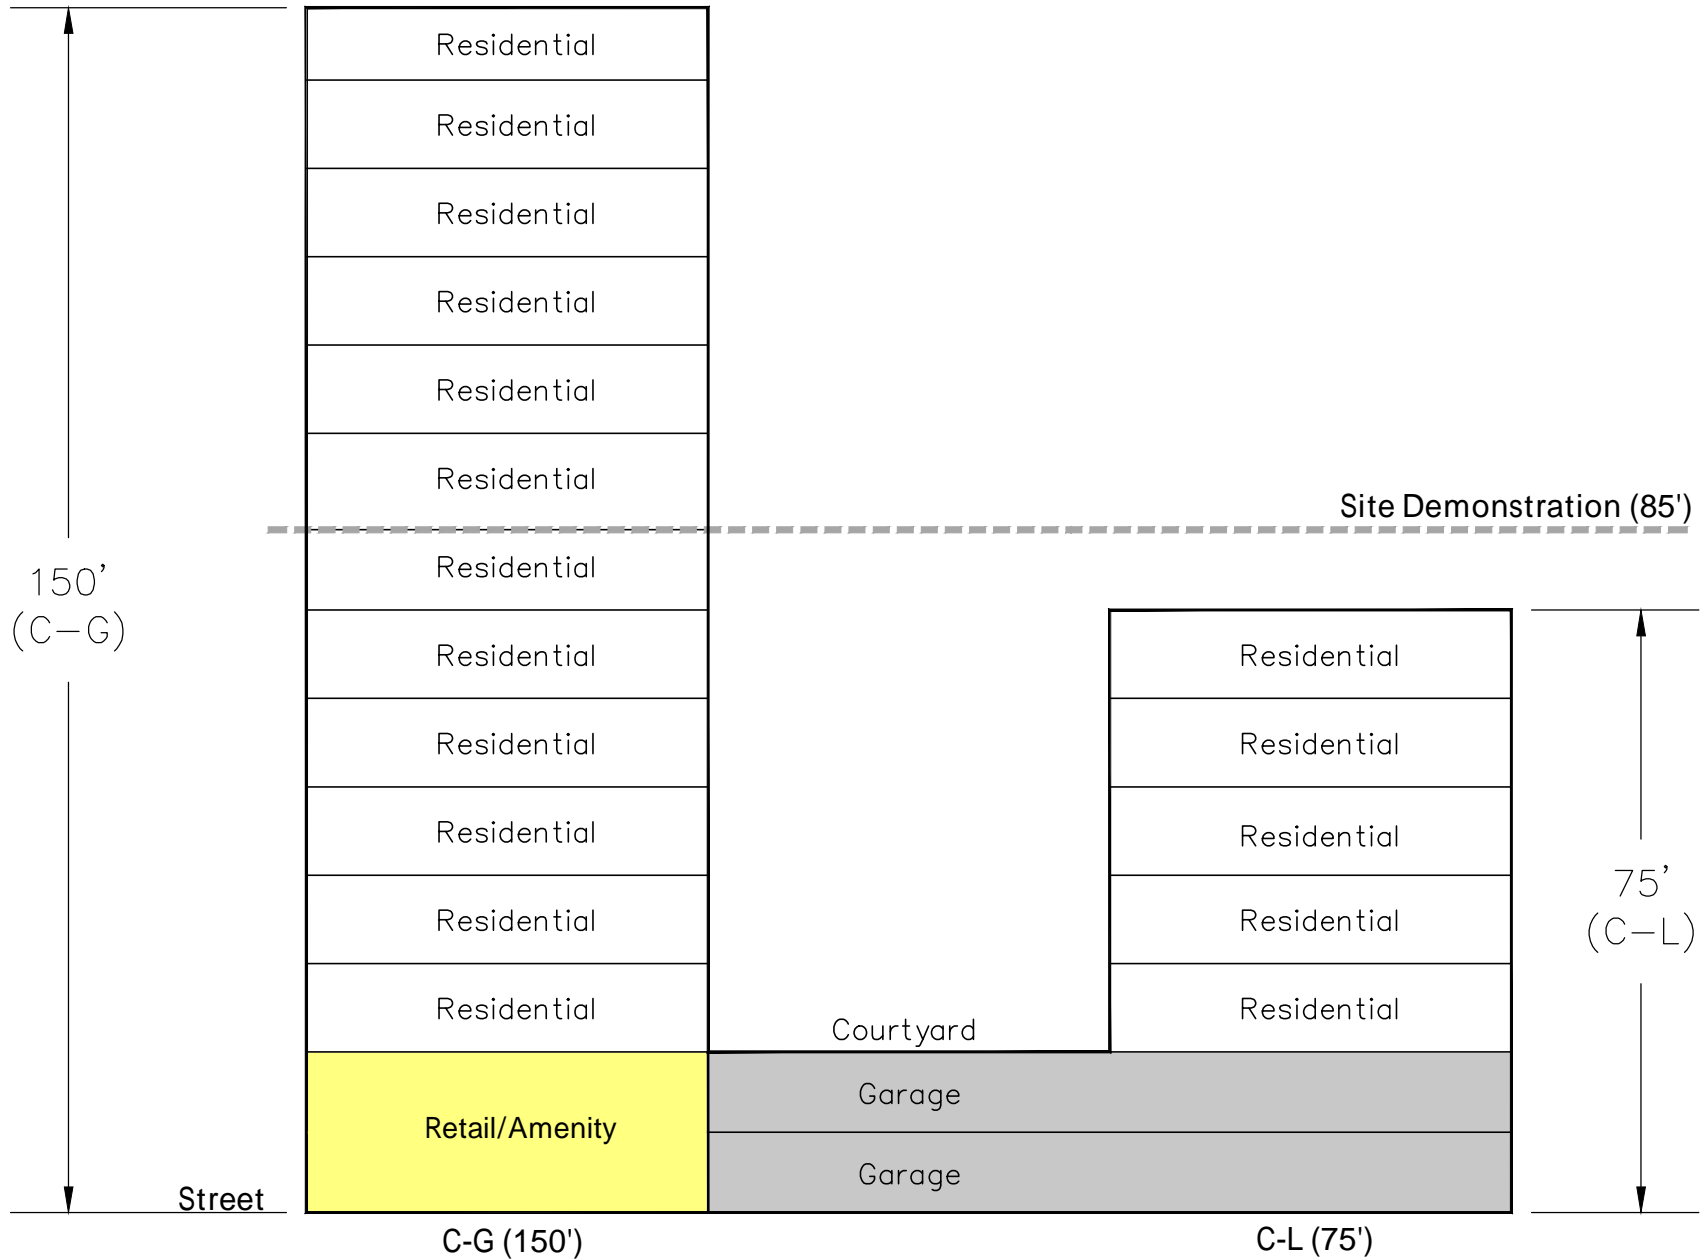 Residential
Residential
Residential
Residential
Residential
Residential
Site Demonstration (85')
Residential
150'
(C-G)
Residential
Residential
Residential
Residential
Residential
Residential
Residential
Residential
Residential
75'
(C-L)
Residential
Residential
Courtyard
Garage
Retail/Amenity
Garage
Street
C-G (150')
C-L (75')